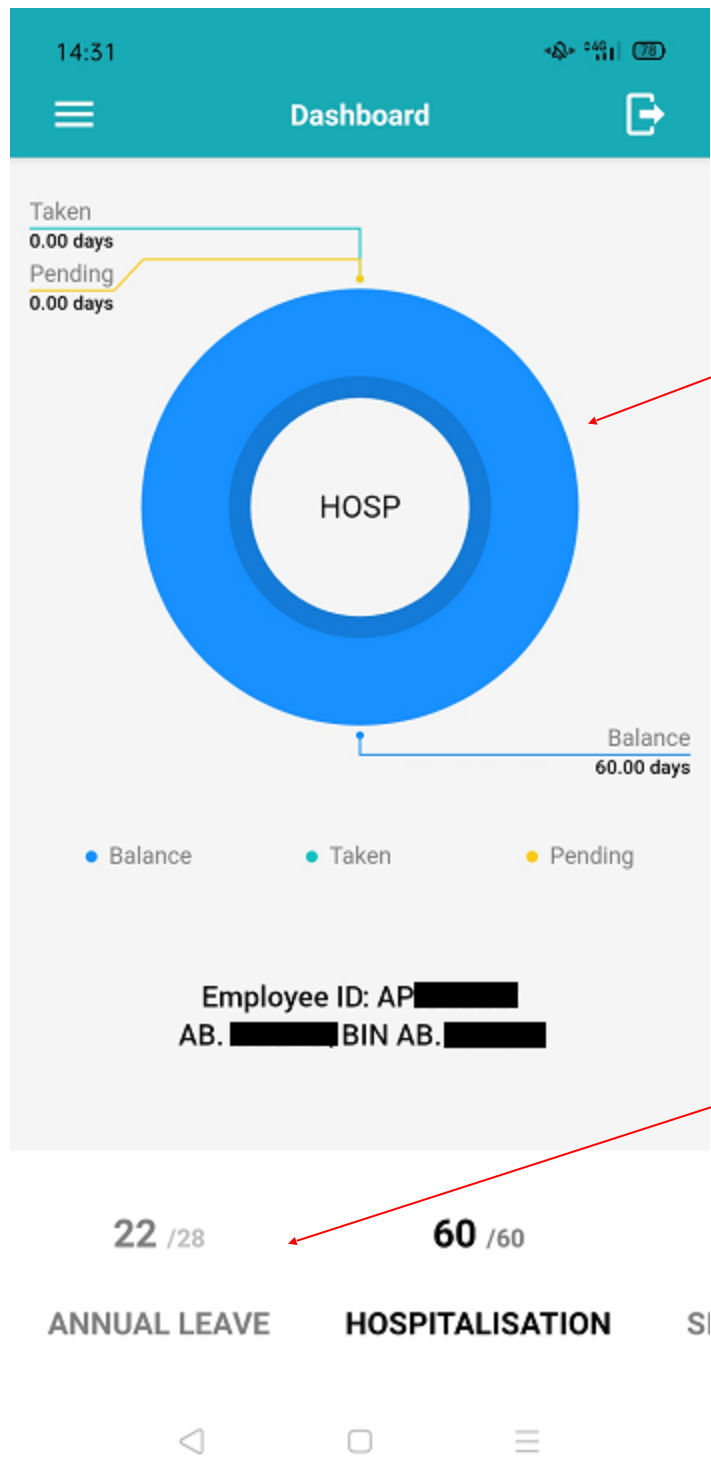 14:31
4G 78
Dashboard
Taken
0.00 days
Pending
0.00 days
HOSP
Balance
60.00 days
Balance Taken Pending
Employee ID: AP
AB. BIN AB.
22 /28 60 /60
ANNUAL LEAVE HOSPITALISATION